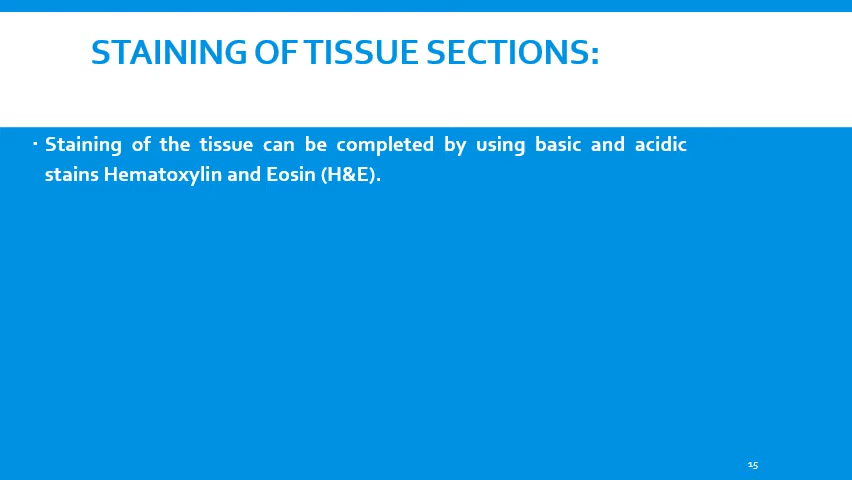 STAINING OF TISSUE SECTIONS:
▪ Staining of the tissue can be completed by using basic and acidic
stains Hematoxylin and Eosin (H&E).
15